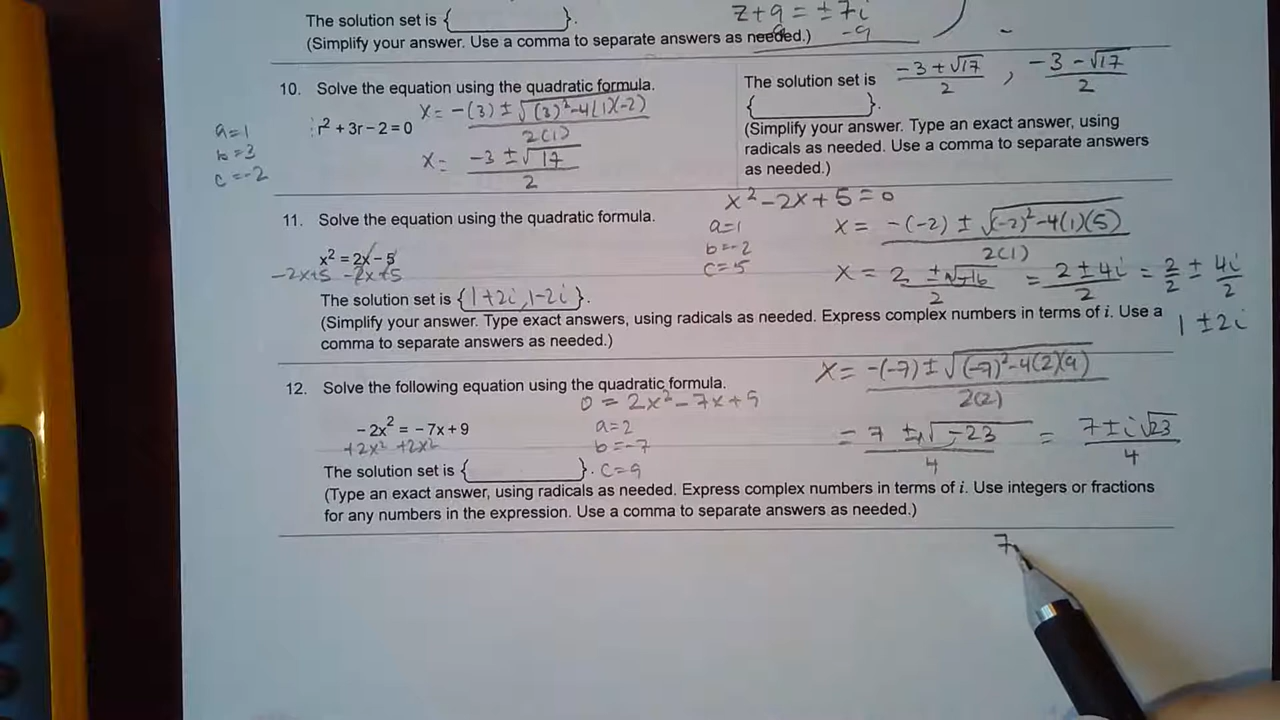 z + 9 = ± 7i
The solution set is { }.
(Simplify your answer. Use a comma to separate answers as needed.)
-9 -9
10. Solve the equation using the quadratic formula.
r² + 3r - 2 = 0
a=1
b=3
c=-2
x = -(3) ± √(3)²-4(1)(-2) / 2(1)
x = -3 ± √17 / 2
The solution set is
{ }.
-3 + √17 / 2 , -3 - √17 / 2
(Simplify your answer. Type an exact answer, using
radicals as needed. Use a comma to separate answers
as needed.)
11. Solve the equation using the quadratic formula.
x² = 2x - 5
-2x+5 -2x+5
x² - 2x + 5 = 0
a=1
b=-2
c=5
x = -(-2) ± √(-2)²-4(1)(5) / 2(1)
x = 2 ± √-16 / 2 = 2 ± 4i / 2 = 2/2 ± 4i/2
1 ± 2i
The solution set is {1+2i, 1-2i}.
(Simplify your answer. Type exact answers, using radicals as needed. Express complex numbers in terms of i. Use a
comma to separate answers as needed.)
12. Solve the following equation using the quadratic formula.
-2x² = -7x + 9
+2x² +2x²
0 = 2x² - 7x + 9
a=2
b=-7
c=9
x = -(-7) ± √(-7)²-4(2)(9) / 2(2)
= 7 ± √-23 / 4 = 7 ± i√23 / 4
The solution set is { }.
(Type an exact answer, using radicals as needed. Express complex numbers in terms of i. Use integers or fractions
for any numbers in the expression. Use a comma to separate answers as needed.)
7